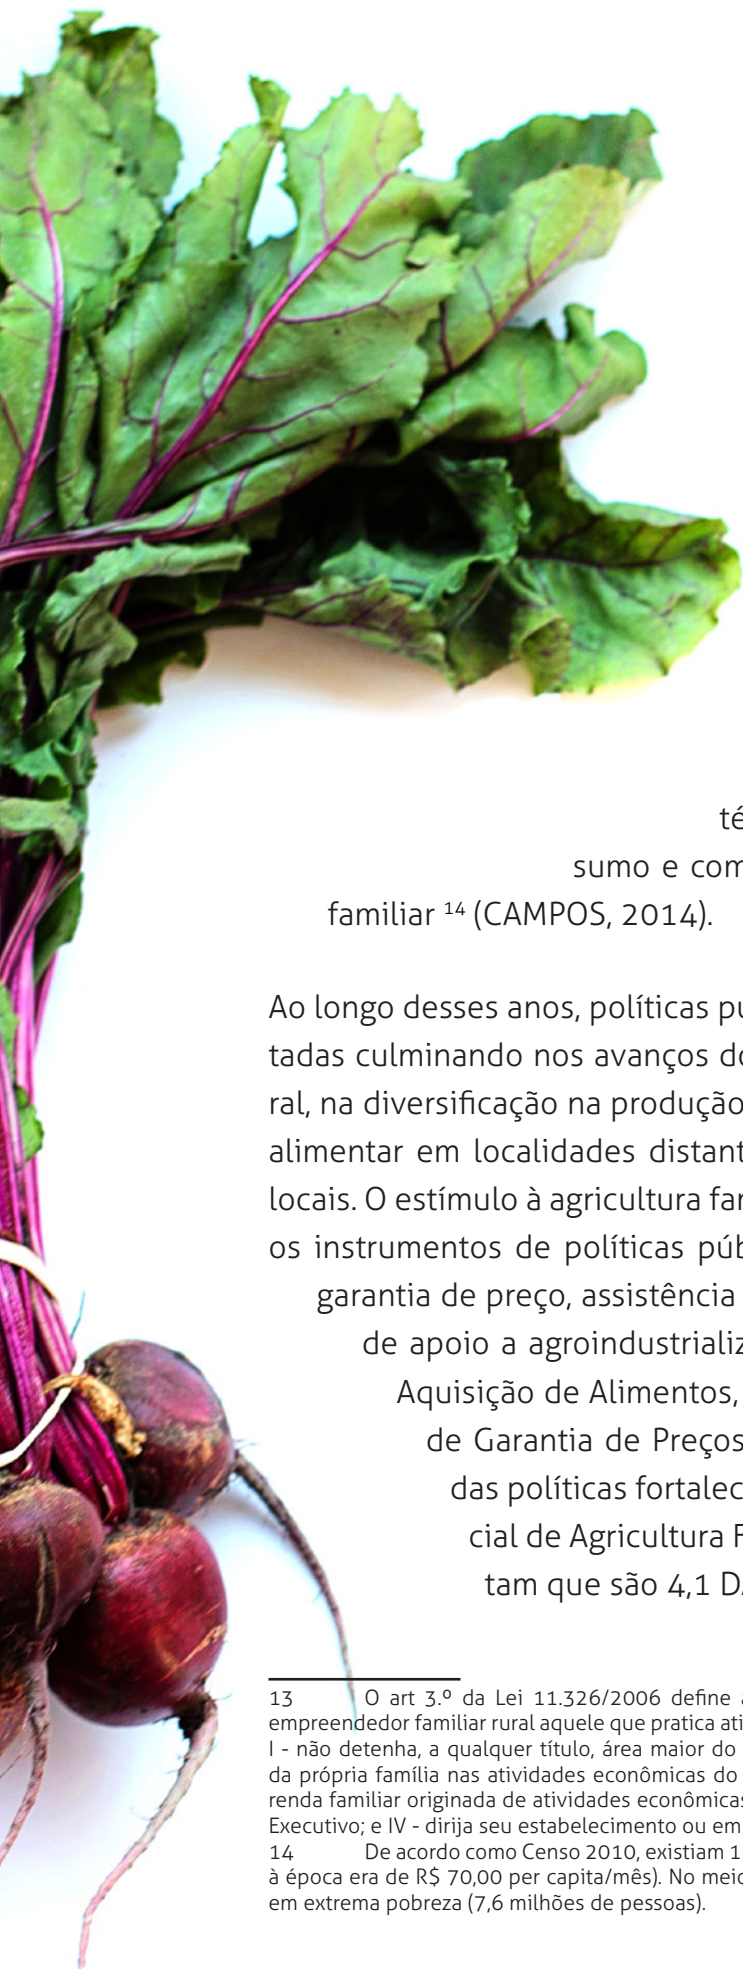 té
sumo e com
familiar ¹⁴ (CAMPOS, 2014).
Ao longo desses anos, políticas pu
tadas culminando nos avanços do
ral, na diversificação na produção
alimentar em localidades distant
locais. O estímulo à agricultura fa
os instrumentos de políticas púb
garantia de preço, assistência
de apoio a agroindustrializ
Aquisição de Alimentos,
de Garantia de Preços
das políticas fortalec
cial de Agricultura F
tam que são 4,1 D
13 O art 3.º da Lei 11.326/2006 define a
empreendedor familiar rural aquele que pratica ati
I - não detenha, a qualquer título, área maior do
da própria família nas atividades econômicas do
renda familiar originada de atividades econômicas
Executivo; e IV - dirija seu estabelecimento ou em
14 De acordo como Censo 2010, existiam 1
à época era de R$ 70,00 per capita/mês). No meio
em extrema pobreza (7,6 milhões de pessoas).